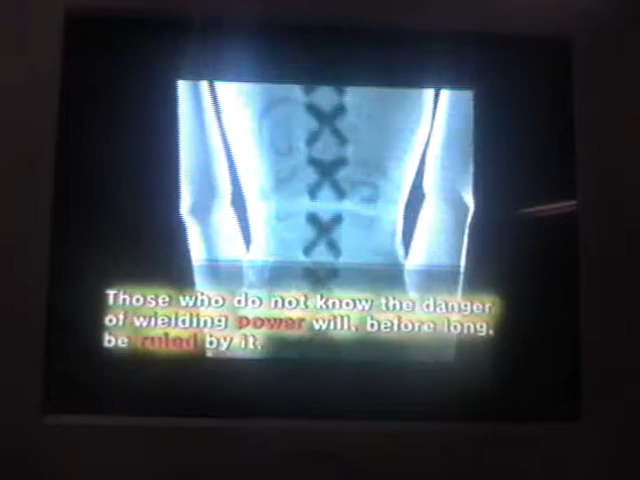 Those who do not know the danger
of wielding power will, before long,
be ruled by it.